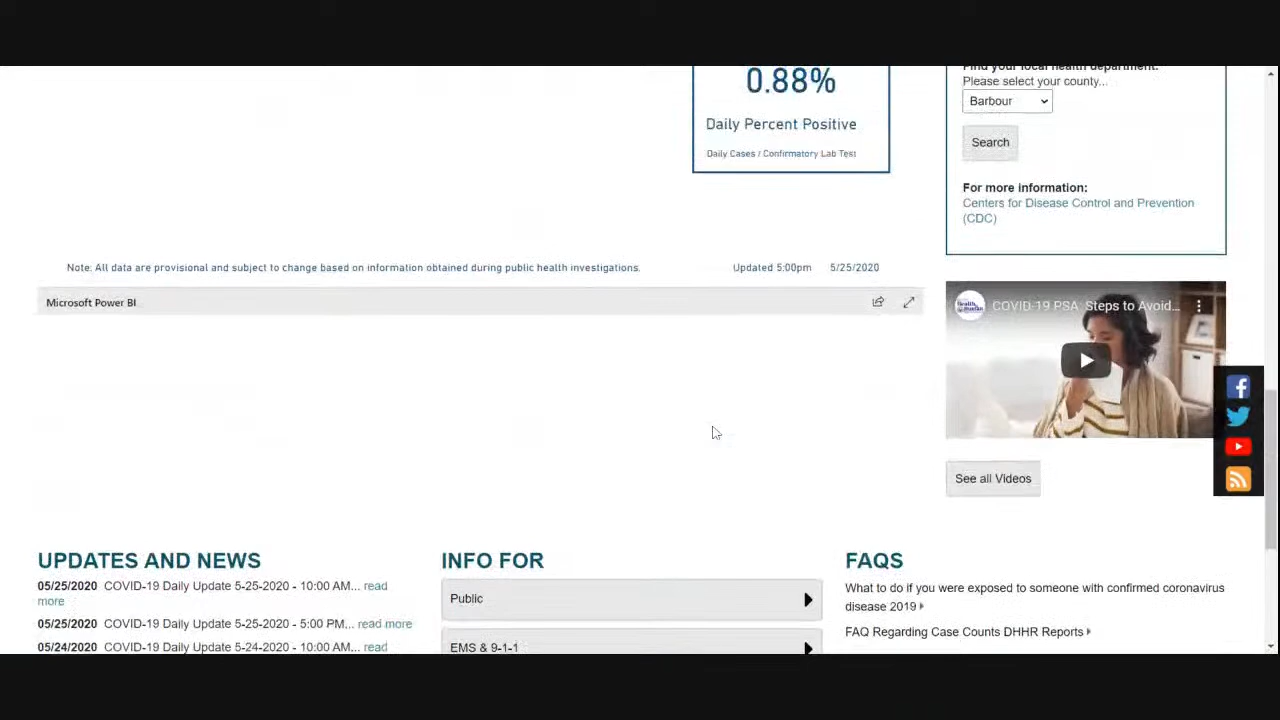 0.88%
Daily Percent Positive
Daily Cases / Confirmatory Lab Test
Note: All data are provisional and subject to change based on information obtained during public health investigations.
Updated 5:00pm 5/25/2020
Microsoft Power BI
Find your local health department:
Please select your county...
Barbour
Search
For more information:
Centers for Disease Control and Prevention
(CDC)
COVID-19 PSA: Steps to Avoid...
See all Videos
UPDATES AND NEWS
05/25/2020 COVID-19 Daily Update 5-25-2020 - 10:00 AM... read
more
05/25/2020 COVID-19 Daily Update 5-25-2020 - 5:00 PM... read more
05/24/2020 COVID-19 Daily Update 5-24-2020 - 10:00 AM... read
INFO FOR
Public
EMS & 9-1-1
FAQS
What to do if you were exposed to someone with confirmed coronavirus
disease 2019
FAQ Regarding Case Counts DHHR Reports